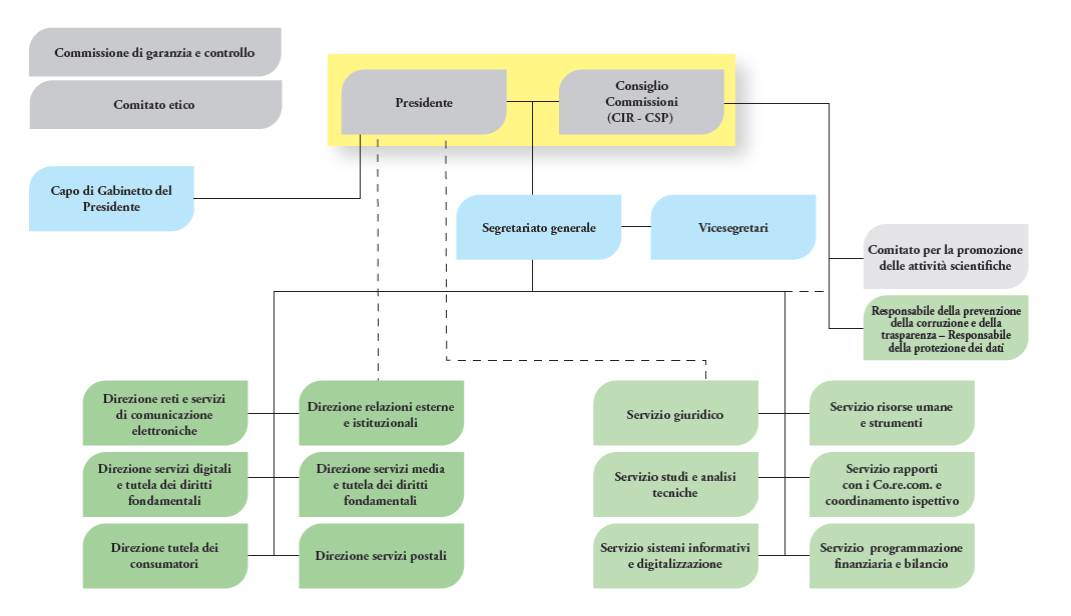 Commissione di garanzia e controllo
Comitato etico
Presidente
Consiglio
Commissioni
(CIR - CSP)
Capo di Gabinetto del
Presidente
Segretariato generale
Vicesegretari
Comitato per la promozione
delle attività scientifiche
Responsabile della prevenzione
della corruzione e della
trasparenza – Responsabile
della protezione dei dati
Direzione reti e servizi
di comunicazione
elettroniche
Direzione relazioni esterne
e istituzionali
Servizio giuridico
Servizio risorse umane
e strumenti
Direzione servizi digitali
e tutela dei diritti
fondamentali
Direzione servizi media
e tutela dei diritti
fondamentali
Servizio studi e analisi
tecniche
Servizio rapporti
con i Co.re.com. e
coordinamento ispettivo
Direzione tutela dei
consumatori
Direzione servizi postali
Servizio sistemi informativi
e digitalizzazione
Servizio programmazione
finanziaria e bilancio